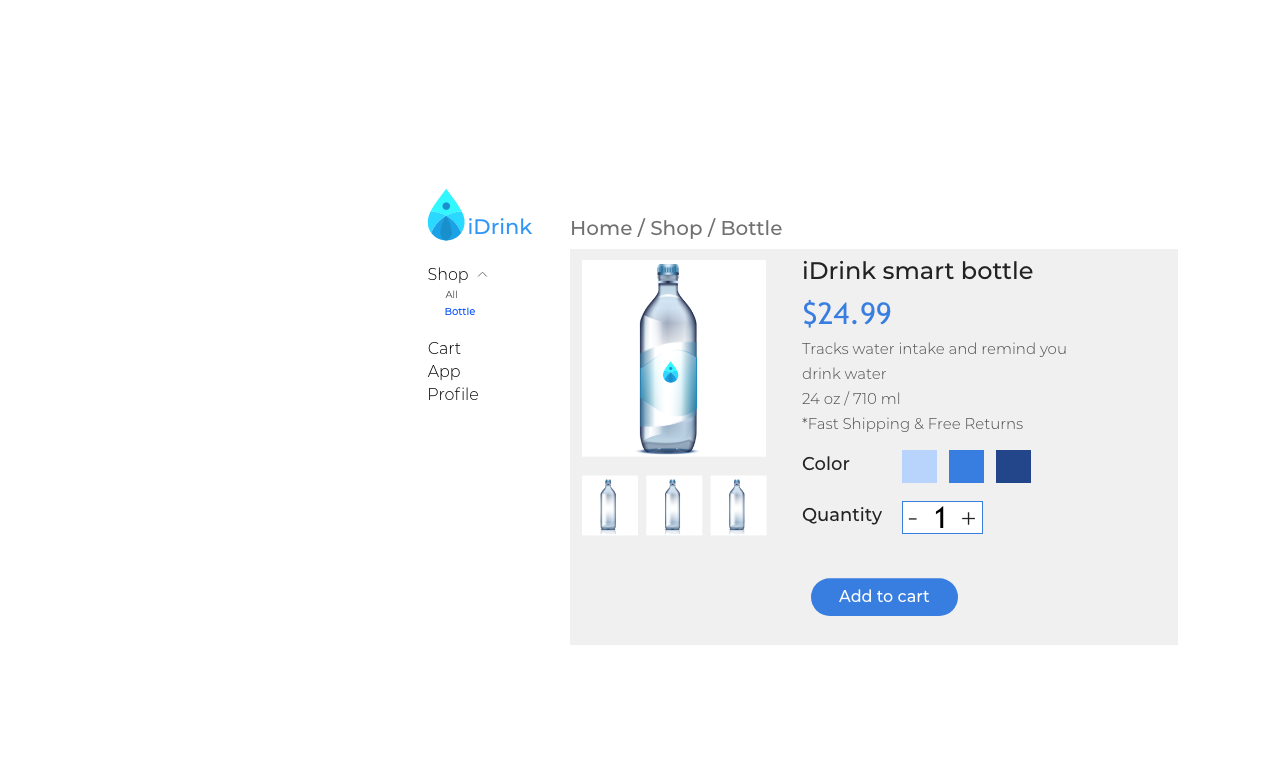 iDrink
Shop
All
Bottle
Cart
App
Profile
Home / Shop / Bottle
iDrink smart bottle
$24.99
Tracks water intake and remind you
drink water
24 oz / 710 ml
*Fast Shipping & Free Returns
Color
Quantity
- 1 +
Add to cart